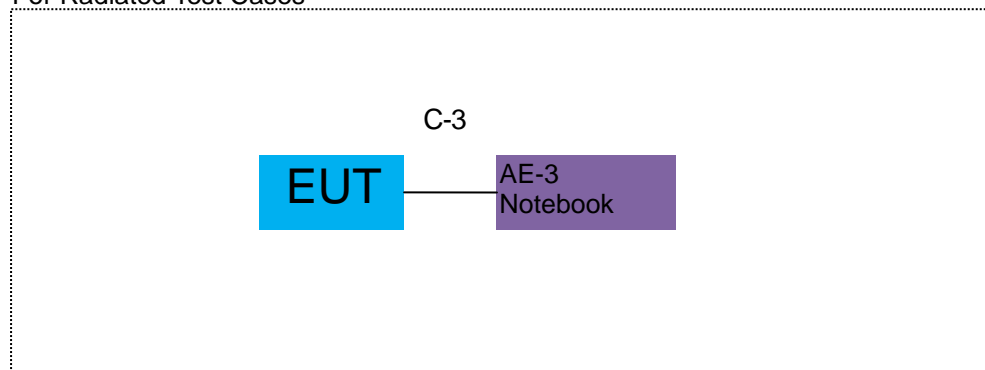 For Radiated Test Cases
C-3
EUT
AE-3
Notebook